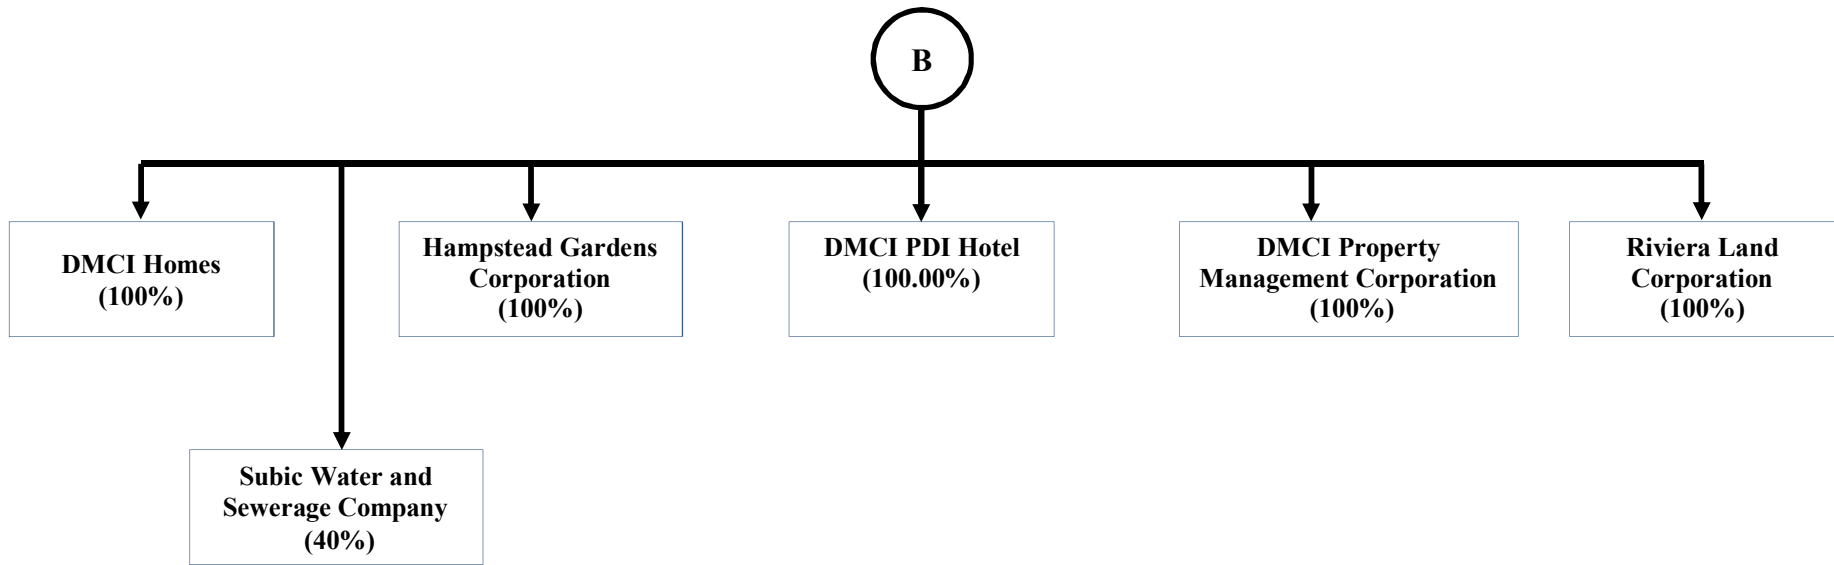 B
DMCI Homes
(100%)
Hampstead Gardens
Corporation
(100%)
DMCI PDI Hotel
(100.00%)
DMCI Property
Management Corporation
(100%)
Riviera Land
Corporation
(100%)
Subic Water and
Sewerage Company
(40%)